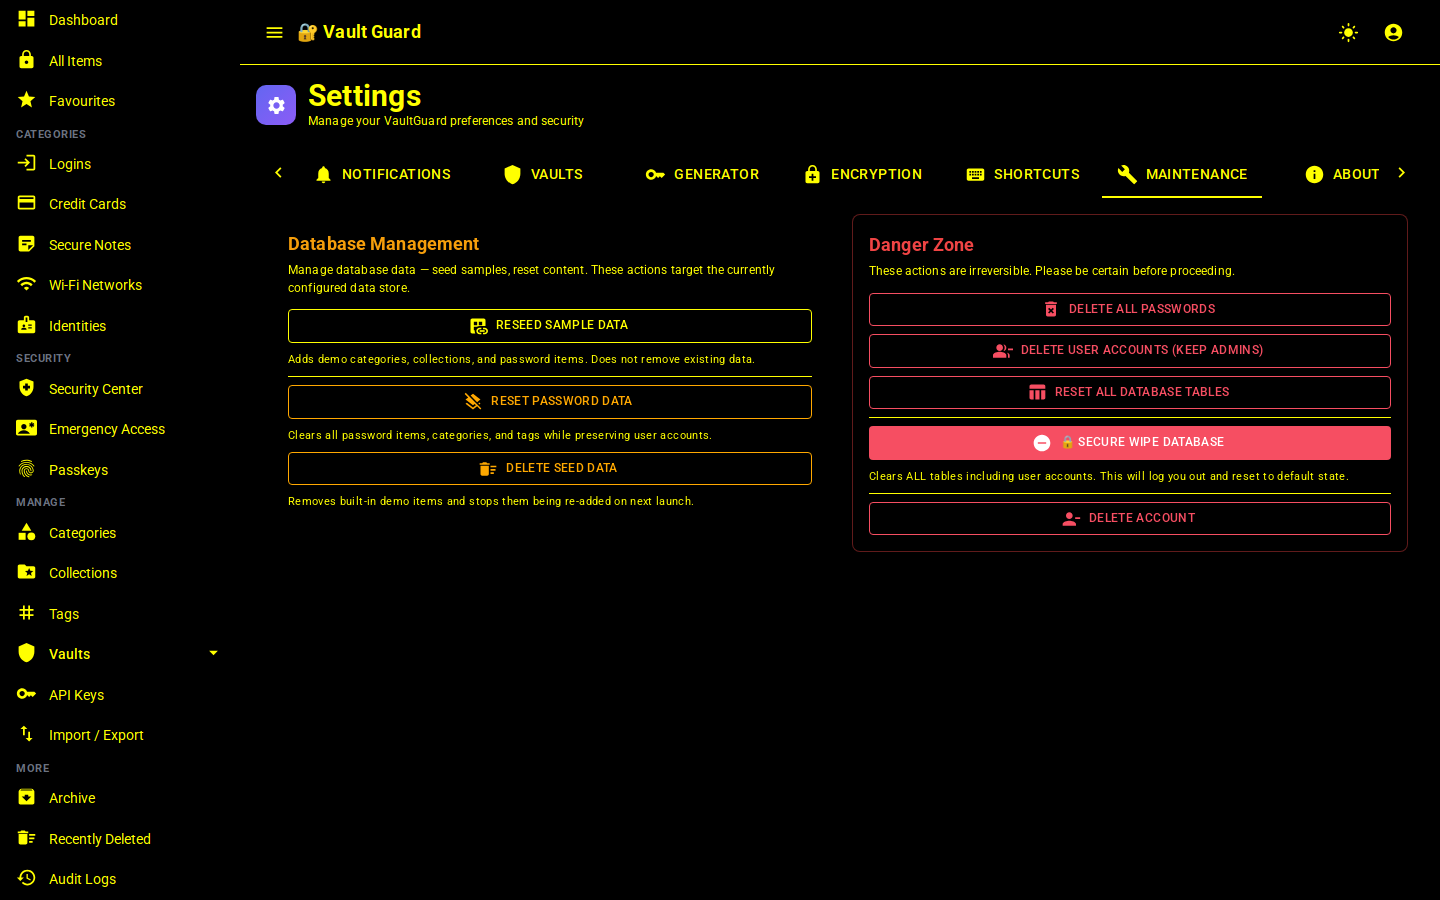 Dashboard
All Items
Favourites
CATEGORIES
Logins
Credit Cards
Secure Notes
Wi-Fi Networks
Identities
SECURITY
Security Center
Emergency Access
Passkeys
MANAGE
Categories
Collections
Tags
Vaults
API Keys
Import / Export
MORE
Archive
Recently Deleted
Audit Logs
🔐 Vault Guard
Settings
Manage your VaultGuard preferences and security
NOTIFICATIONS
VAULTS
GENERATOR
ENCRYPTION
SHORTCUTS
MAINTENANCE
ABOUT
Database Management
Manage database data — seed samples, reset content. These actions target the currently
configured data store.
RESEED SAMPLE DATA
Adds demo categories, collections, and password items. Does not remove existing data.
RESET PASSWORD DATA
Clears all password items, categories, and tags while preserving user accounts.
DELETE SEED DATA
Removes built-in demo items and stops them being re-added on next launch.
Danger Zone
These actions are irreversible. Please be certain before proceeding.
DELETE ALL PASSWORDS
DELETE USER ACCOUNTS (KEEP ADMINS)
RESET ALL DATABASE TABLES
🔒 SECURE WIPE DATABASE
Clears ALL tables including user accounts. This will log you out and reset to default state.
DELETE ACCOUNT